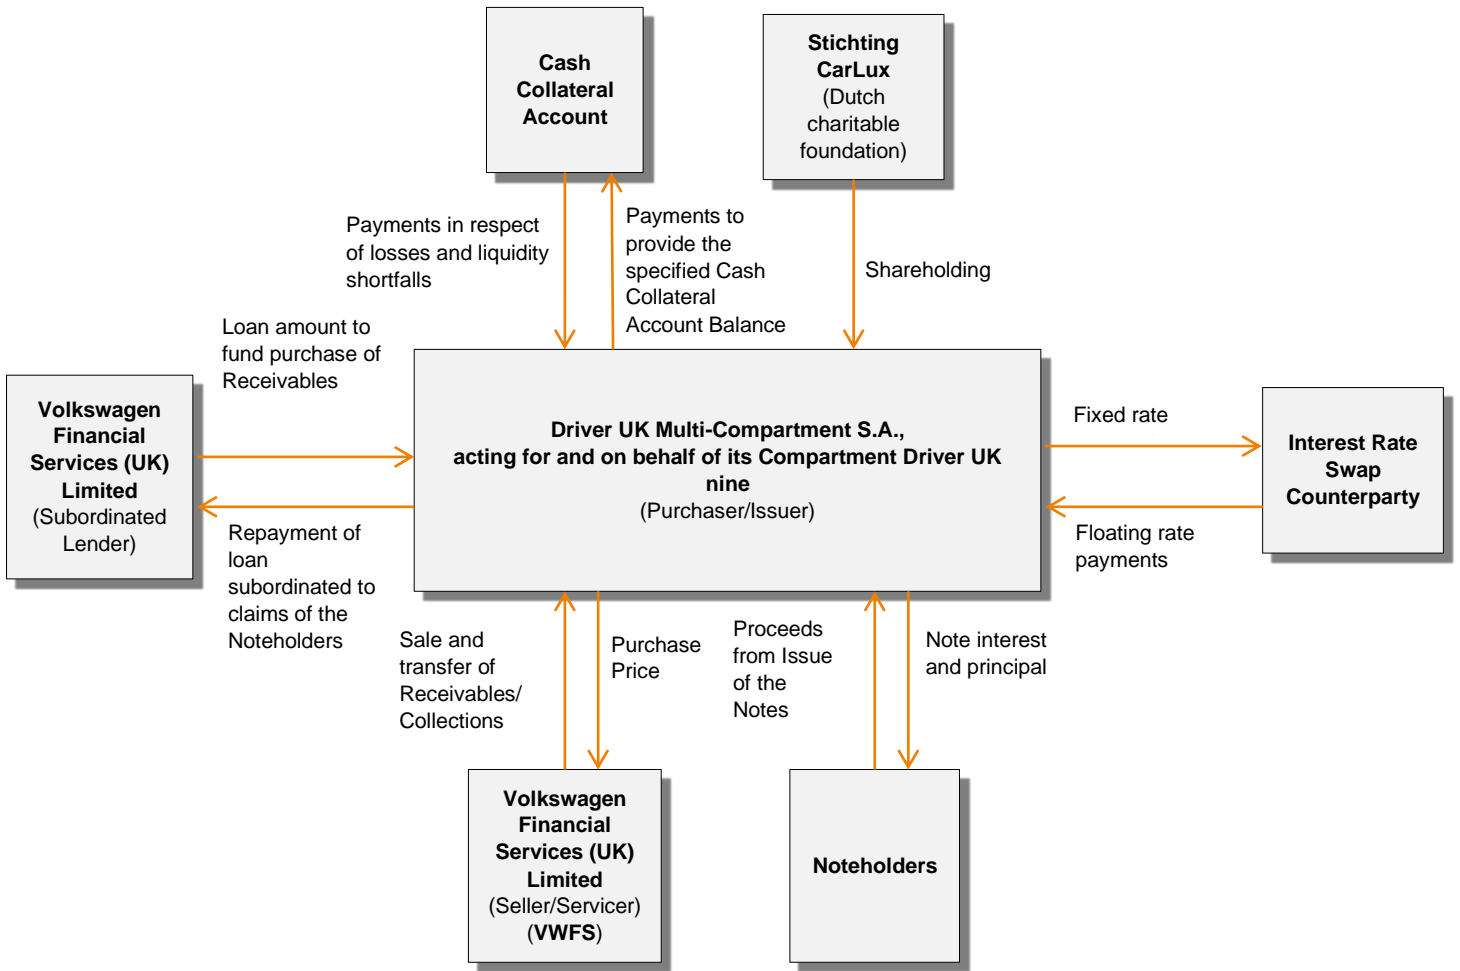 Cash
Collateral
Account
Stichting
CarLux
(Dutch
charitable
foundation)
Payments in respect
of losses and liquidity
shortfalls
Payments to
provide the
specified Cash
Collateral
Account Balance
Shareholding
Loan amount to
fund purchase of
Receivables
Volkswagen
Financial
Services (UK)
Limited
(Subordinated
Lender)
Driver UK Multi-Compartment S.A.,
acting for and on behalf of its Compartment Driver UK
nine
(Purchaser/Issuer)
Fixed rate
Interest Rate
Swap
Counterparty
Floating rate
payments
Repayment of
loan
subordinated to
claims of the
Noteholders
Sale and
transfer of
Receivables/
Collections
Purchase
Price
Proceeds
from Issue
of the
Notes
Note interest
and principal
Volkswagen
Financial
Services (UK)
Limited
(Seller/Servicer)
(VWFS)
Noteholders